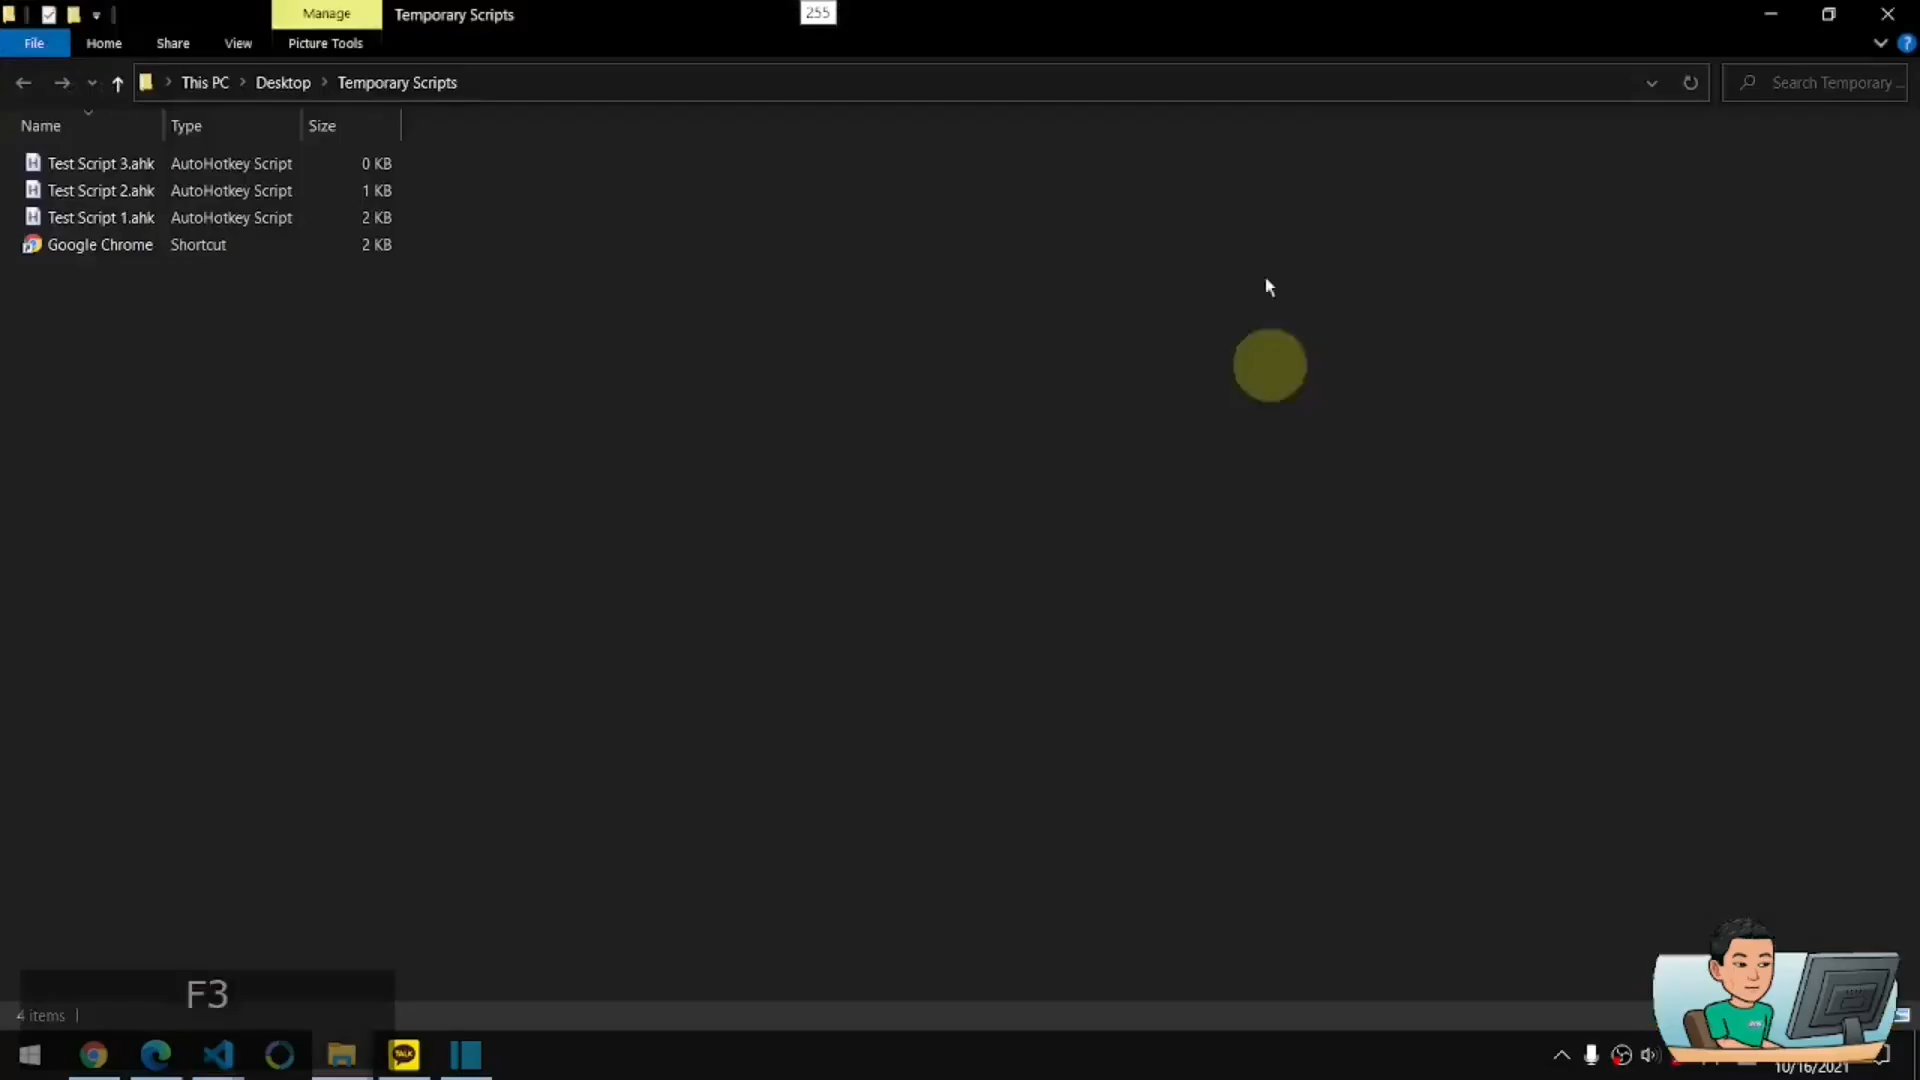 Manage
Temporary Scripts
255
File
Home
Share
View
Picture Tools
This PC
Desktop
Temporary Scripts
Search Temporary ...
Name
Type
Size
Test Script 3.ahk AutoHotkey Script 0 KB
Test Script 2.ahk AutoHotkey Script 1 KB
Test Script 1.ahk AutoHotkey Script 2 KB
Google Chrome Shortcut 2 KB
F3
4 items
TALK
10/16/2021